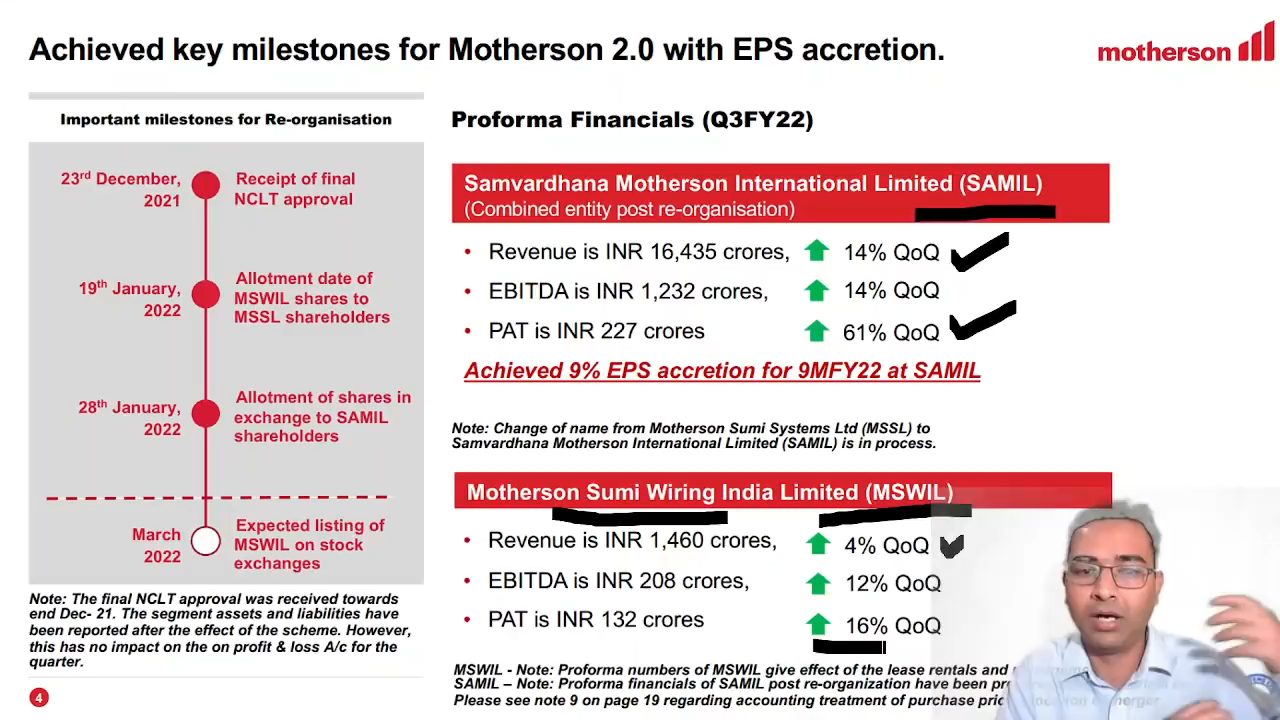 Achieved key milestones for Motherson 2.0 with EPS accretion.
motherson
Important milestones for Re-organisation
23rd December, 2021
Receipt of final
NCLT approval
19th January, 2022
Allotment date of
MSWIL shares to
MSSL shareholders
28th January, 2022
Allotment of shares in
exchange to SAMIL
shareholders
March 2022
Expected listing of
MSWIL on stock
exchanges
Note: The final NCLT approval was received towards
end Dec- 21. The segment assets and liabilities have
been reported after the effect of the scheme. However,
this has no impact on the on profit & loss A/c for the
quarter.
4
Proforma Financials (Q3FY22)
Samvardhana Motherson International Limited (SAMIL)
(Combined entity post re-organisation)
• Revenue is INR 16,435 crores, 14% QoQ
• EBITDA is INR 1,232 crores, 14% QoQ
• PAT is INR 227 crores 61% QoQ
Achieved 9% EPS accretion for 9MFY22 at SAMIL
Note: Change of name from Motherson Sumi Systems Ltd (MSSL) to
Samvardhana Motherson International Limited (SAMIL) is in process.
Motherson Sumi Wiring India Limited (MSWIL)
• Revenue is INR 1,460 crores, 4% QoQ
• EBITDA is INR 208 crores, 12% QoQ
• PAT is INR 132 crores 16% QoQ
MSWIL - Note: Proforma numbers of MSWIL give effect of the lease rentals and
SAMIL – Note: Proforma financials of SAMIL post re-organization have been
Please see note 9 on page 19 regarding accounting treatment of purchase